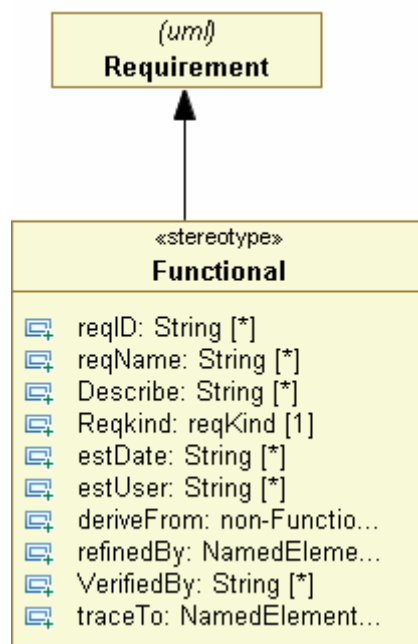 (uml)
Requirement
«stereotype»
Functional
reqID: String [*]
reqName: String [*]
Describe: String [*]
Reqkind: reqKind [1]
estDate: String [*]
estUser: String [*]
deriveFrom: non-Functio...
refinedBy: NamedEleme...
VerifiedBy: String [*]
traceTo: NamedElement...